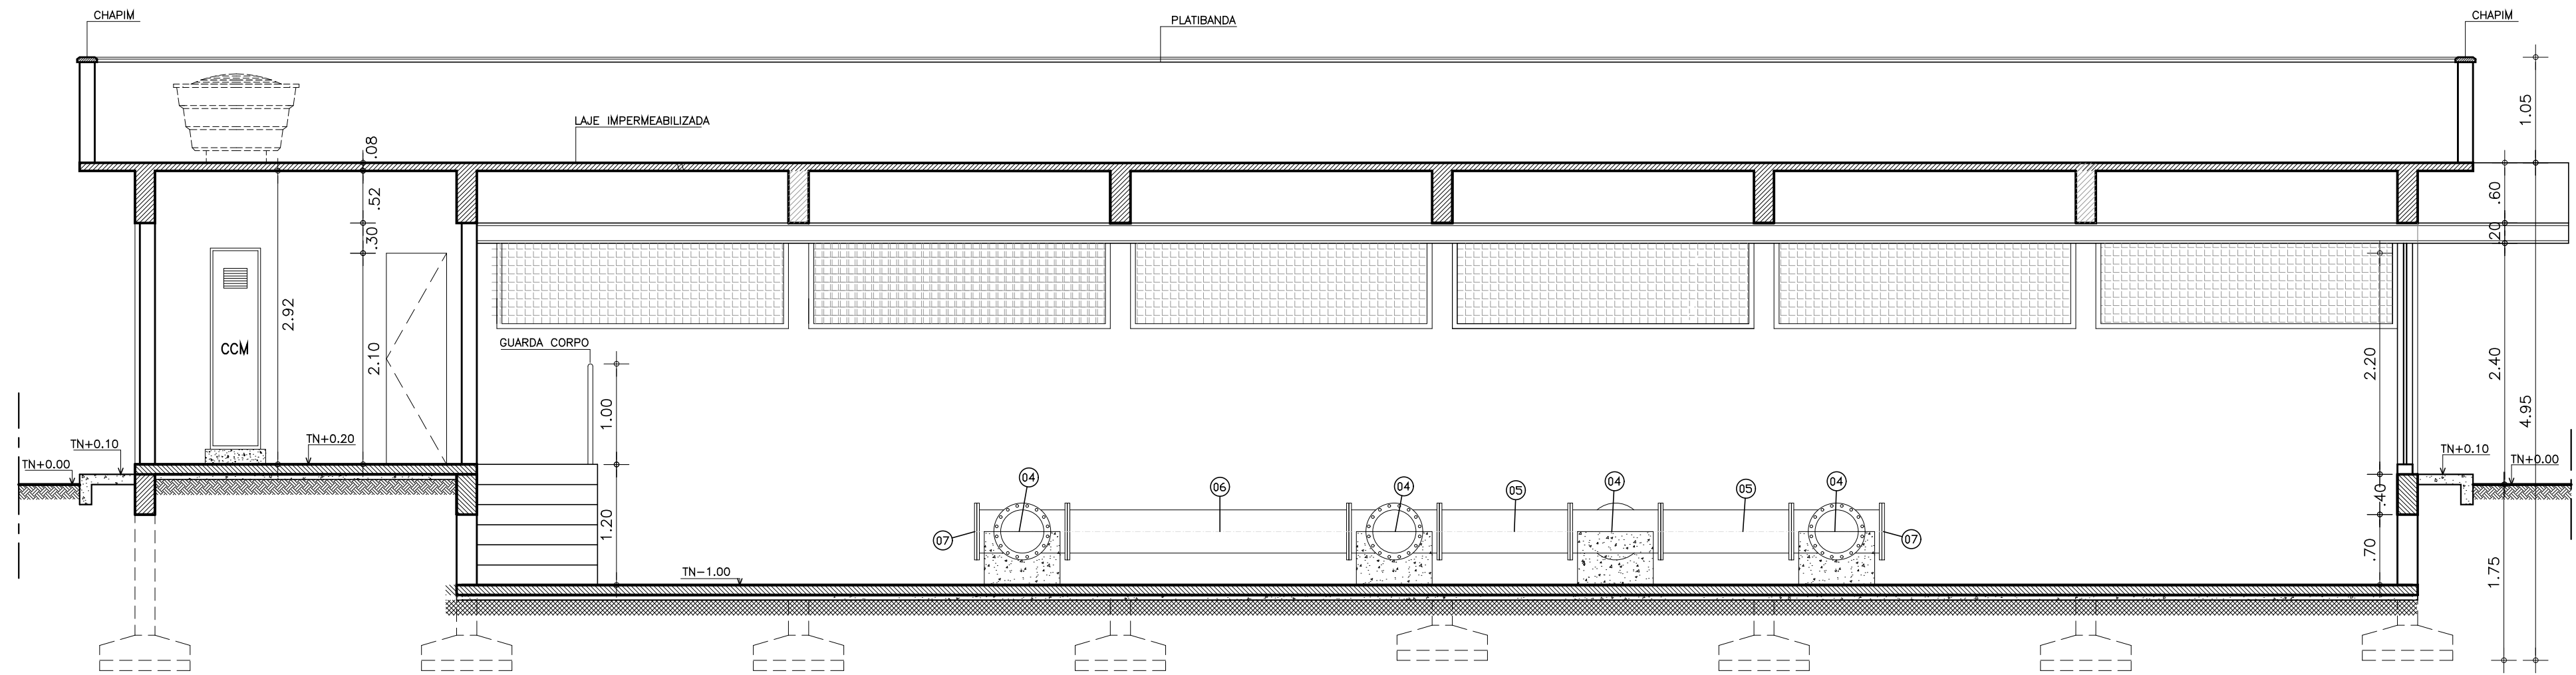 CHAPIM
PLATIBANDA
CHAPIM
1.05
LAJE IMPERMEABILIZADA
.08
.52
.60
.30
.20
CCM
2.92
2.10
GUARDA CORPO
1.00
2.20
2.40
4.95
TN+0.10
TN+0.20
TN+0.00
TN+0.10
TN+0.00
04
06
04
05
04
05
04
.40
1.20
07
07
.70
TN-1.00
1.75